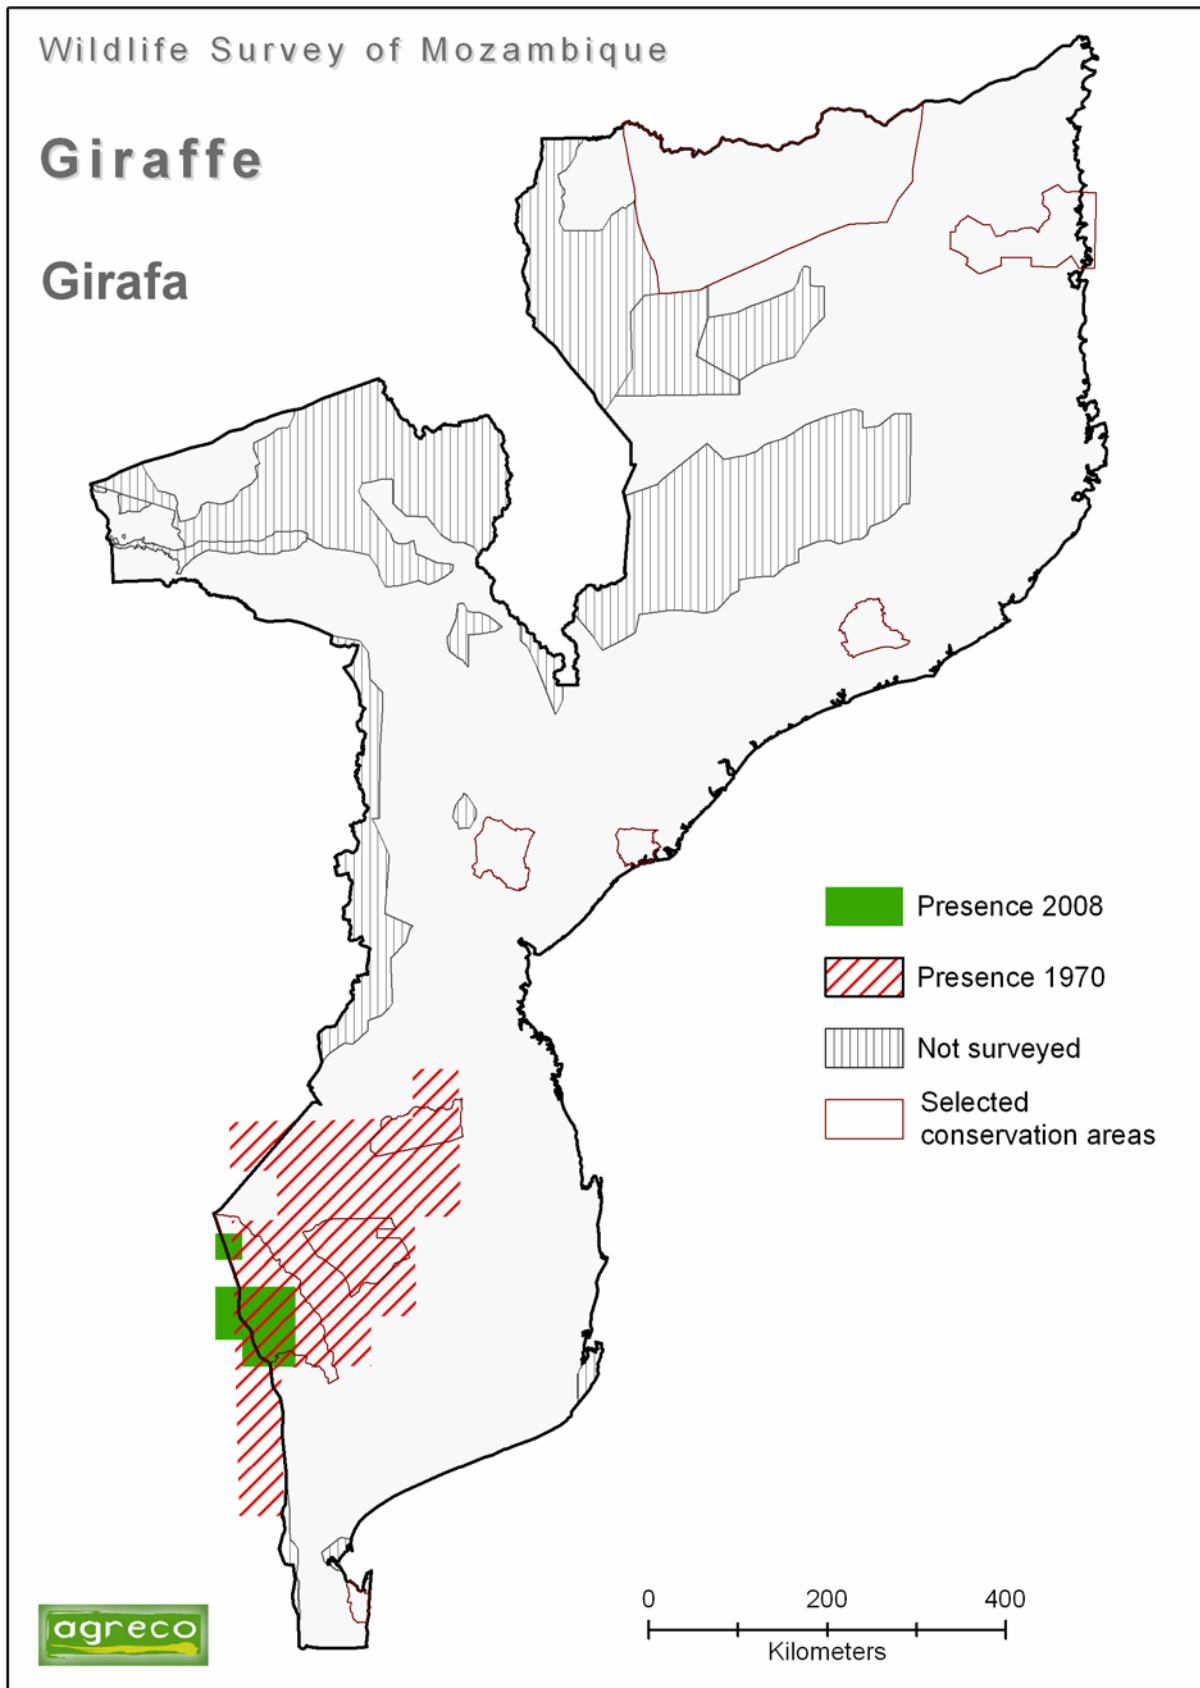 Wildlife Survey of Mozambique
Giraffe
Girafa
Presence 2008
Presence 1970
Not surveyed
Selected
conservation areas
agreco
0 200 400
Kilometers